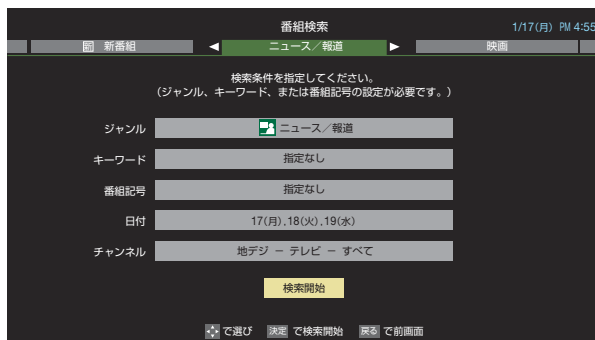 番組検索
1/17(月) PM 4:55
新番組 ◀ ニュース／報道 ▶ 映画
検索条件を指定してください。
（ジャンル、キーワード、または番組記号の設定が必要です。）
ジャンル ニュース／報道
キーワード 指定なし
番組記号 指定なし
日付 17(月),18(火),19(水)
チャンネル 地デジ － テレビ － すべて
検索開始
で選び 決定 で検索開始 戻る で前画面